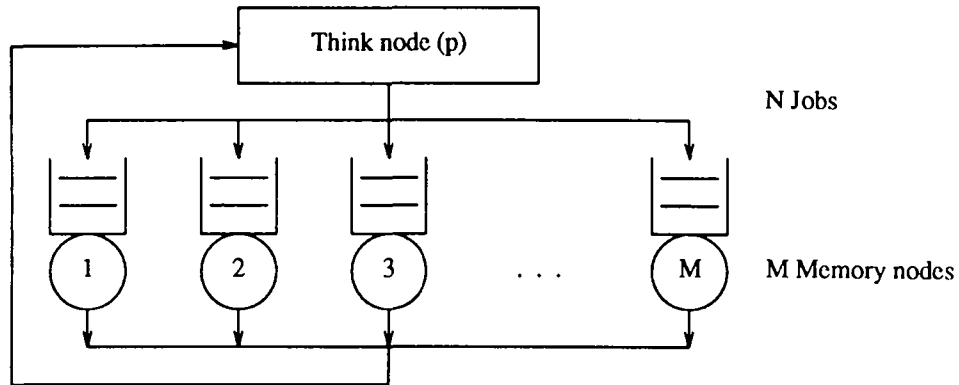 Think node (p)
N Jobs
1
2
3
. . .
M
M Memory nodes